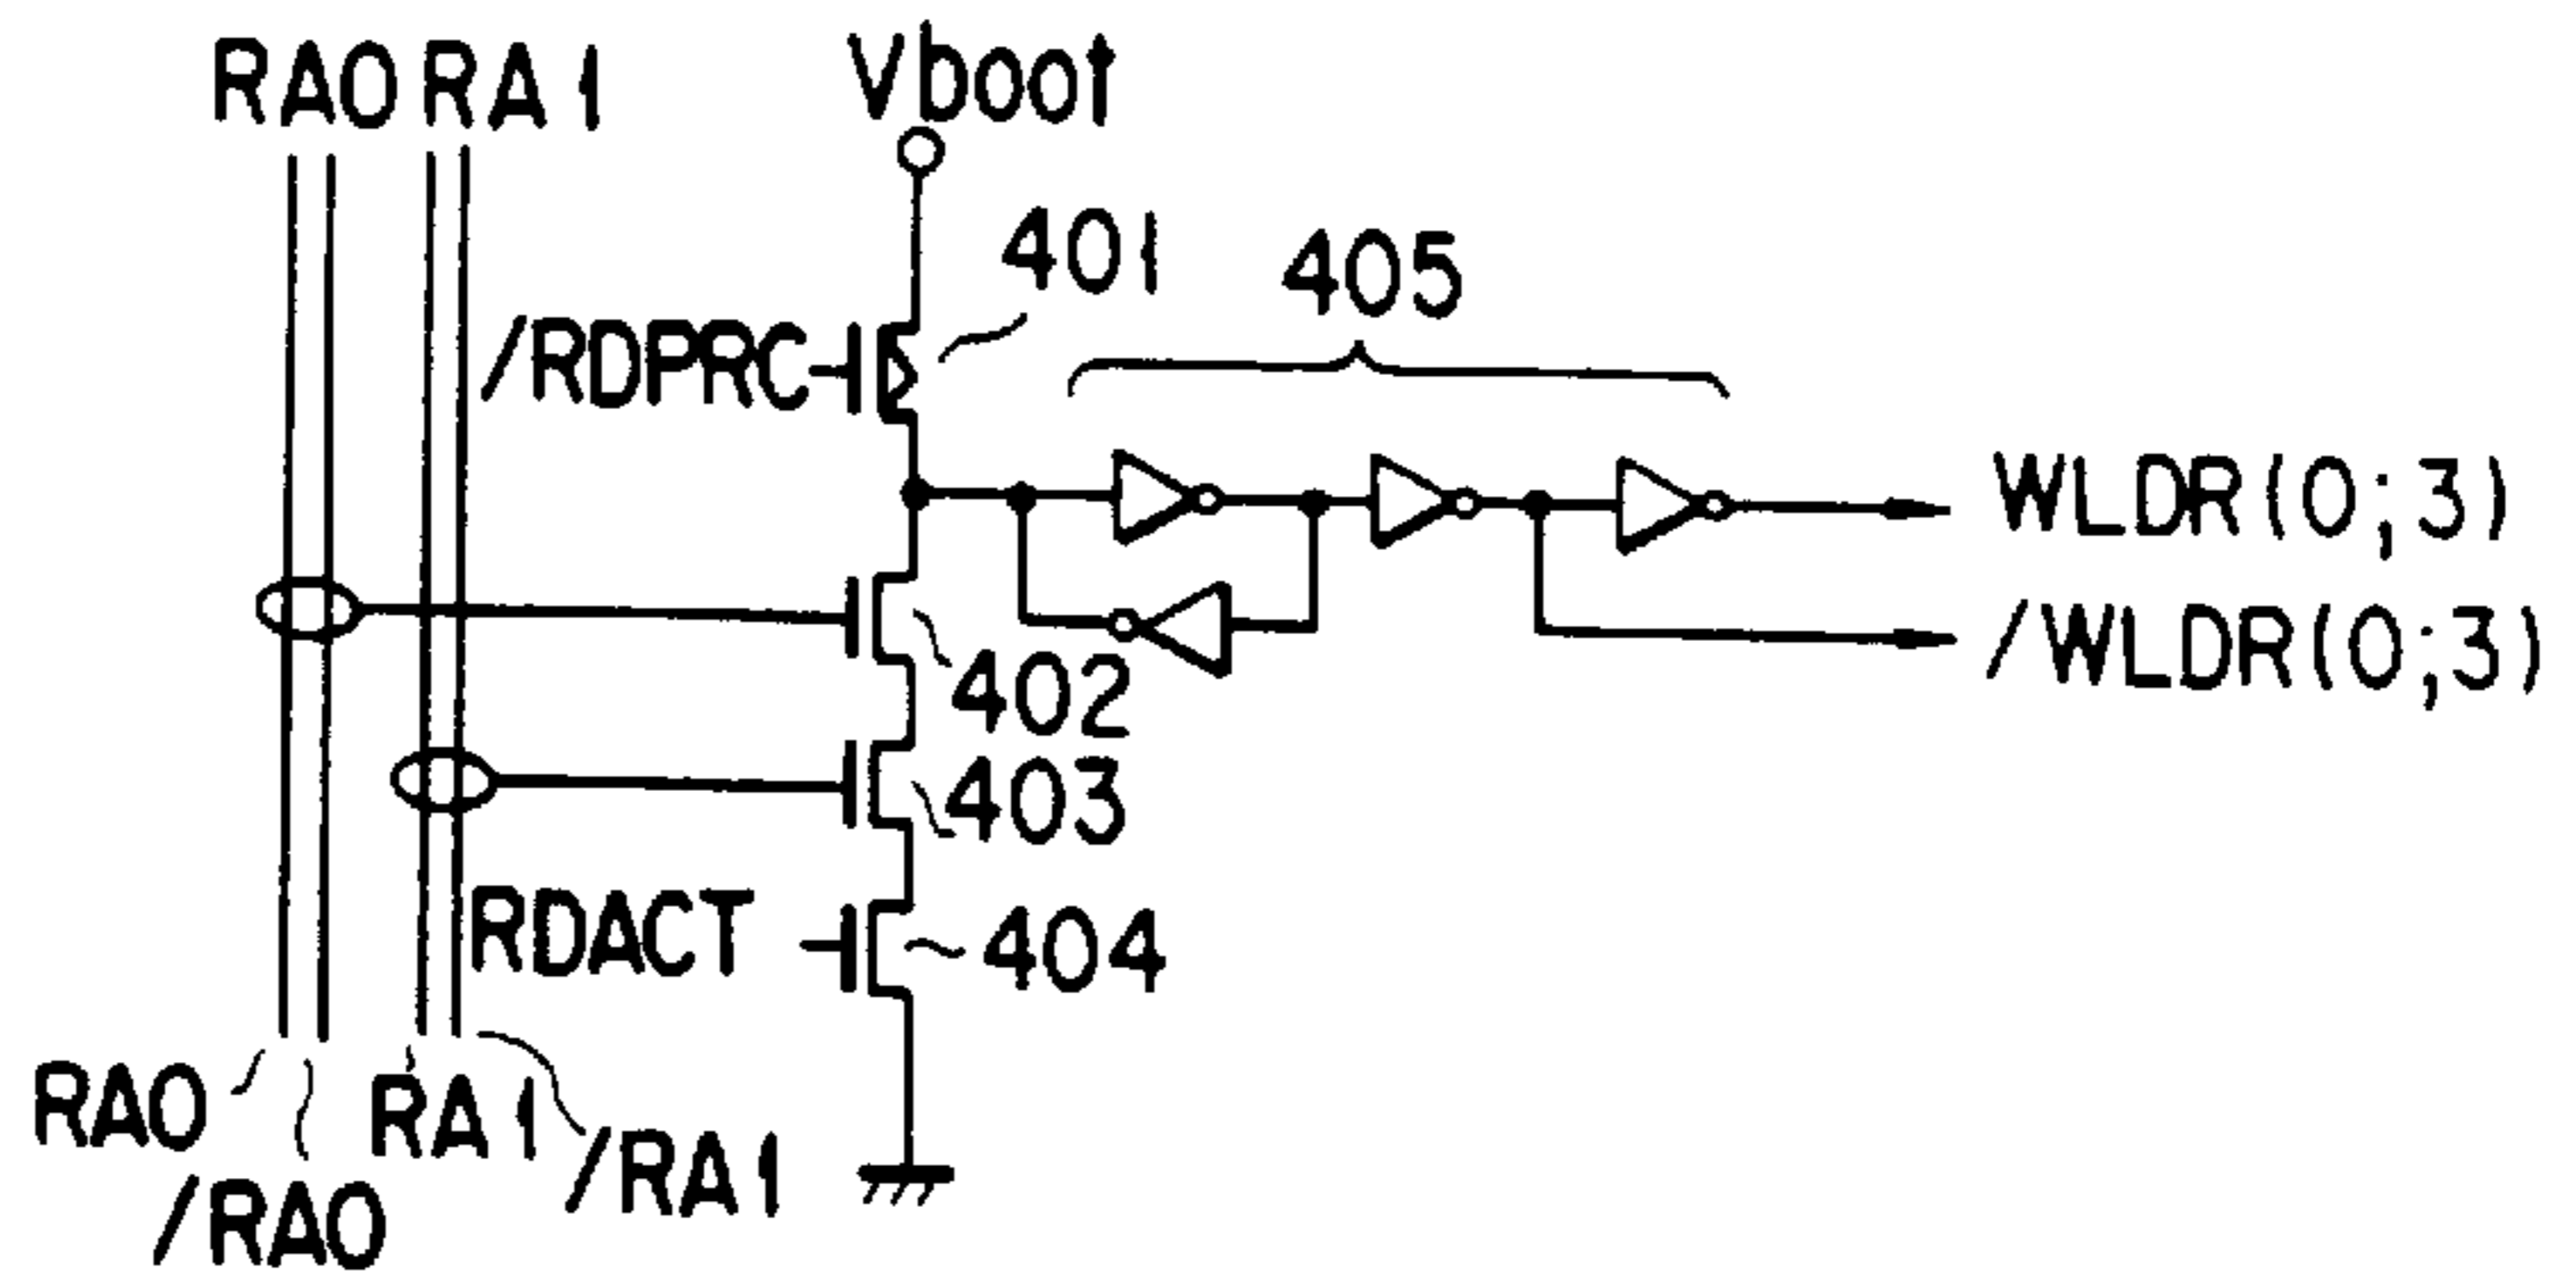 RA0 RA1
Vboot
401
405
/RDPRC
WLDR(0;3)
/WLDR(0;3)
402
403
RDACT
404
RA0
RA1
/RA1
/RA0